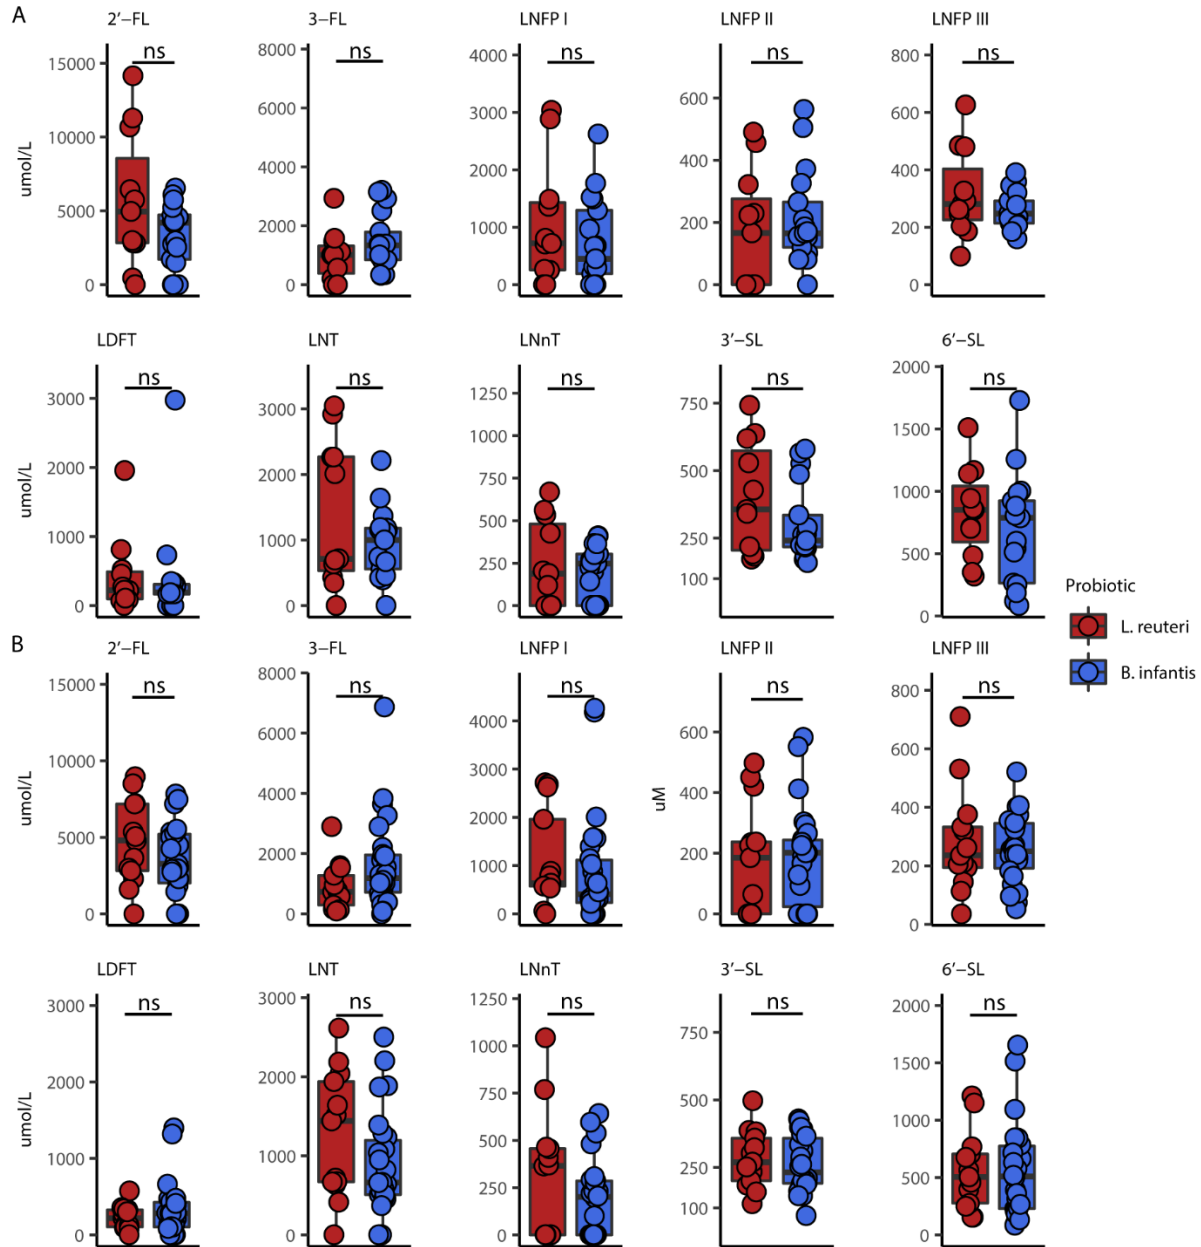 A
2'–FL
3–FL
LNFP I
LNFP II
LNFP III
umol/L
15000
10000
5000
0
ns
8000
6000
4000
2000
0
ns
4000
3000
2000
1000
0
ns
600
400
200
0
ns
800
600
400
200
0
ns
LDFT
LNT
LNnT
3'–SL
6'–SL
umol/L
3000
2000
1000
0
ns
3000
2000
1000
0
ns
1250
1000
750
500
250
0
ns
750
500
250
100
ns
2000
1500
1000
500
0
ns
Probiotic
L. reuteri
B. infantis
B
2'–FL
3–FL
LNFP I
LNFP II
LNFP III
umol/L
15000
10000
5000
0
ns
8000
6000
4000
2000
0
ns
4000
3000
2000
1000
0
ns
uM
600
400
200
0
ns
800
600
400
200
0
ns
LDFT
LNT
LNnT
3'–SL
6'–SL
umol/L
3000
2000
1000
0
ns
3000
2000
1000
0
ns
1250
1000
750
500
250
0
ns
750
500
250
100
ns
2000
1500
1000
500
0
ns